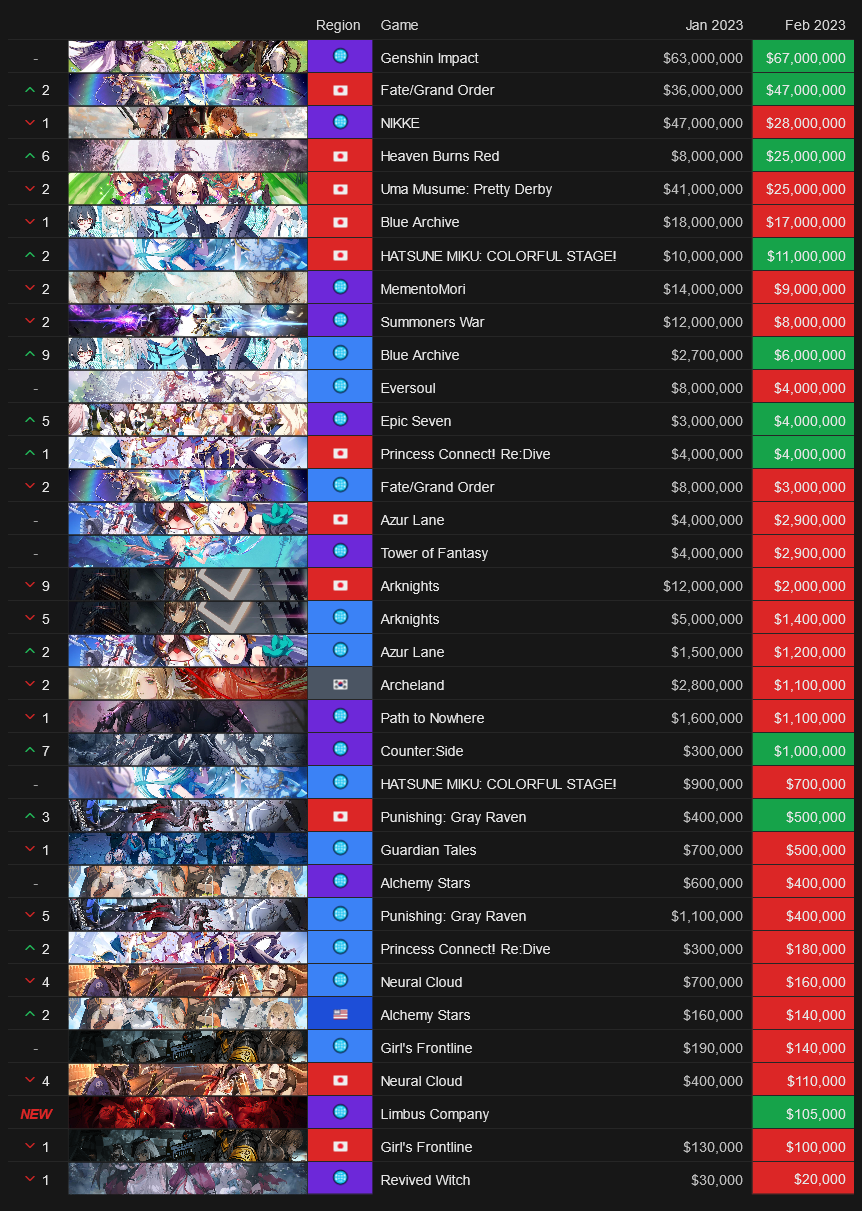 Region Game Jan 2023 Feb 2023
- Genshin Impact $63,000,000 $67,000,000
2 Fate/Grand Order $36,000,000 $47,000,000
1 NIKKE $47,000,000 $28,000,000
6 Heaven Burns Red $8,000,000 $25,000,000
2 Uma Musume: Pretty Derby $41,000,000 $25,000,000
1 Blue Archive $18,000,000 $17,000,000
2 HATSUNE MIKU: COLORFUL STAGE! $10,000,000 $11,000,000
2 MementoMori $14,000,000 $9,000,000
2 Summoners War $12,000,000 $8,000,000
9 Blue Archive $2,700,000 $6,000,000
- Eversoul $8,000,000 $4,000,000
5 Epic Seven $3,000,000 $4,000,000
1 Princess Connect! Re:Dive $4,000,000 $4,000,000
2 Fate/Grand Order $8,000,000 $3,000,000
- Azur Lane $4,000,000 $2,900,000
- Tower of Fantasy $4,000,000 $2,900,000
9 Arknights $12,000,000 $2,000,000
5 Arknights $5,000,000 $1,400,000
2 Azur Lane $1,500,000 $1,200,000
2 Archeland $2,800,000 $1,100,000
1 Path to Nowhere $1,600,000 $1,100,000
7 Counter:Side $300,000 $1,000,000
- HATSUNE MIKU: COLORFUL STAGE! $900,000 $700,000
3 Punishing: Gray Raven $400,000 $500,000
1 Guardian Tales $700,000 $500,000
- Alchemy Stars $600,000 $400,000
5 Punishing: Gray Raven $1,100,000 $400,000
2 Princess Connect! Re:Dive $300,000 $180,000
4 Neural Cloud $700,000 $160,000
2 Alchemy Stars $160,000 $140,000
- Girl's Frontline $190,000 $140,000
4 Neural Cloud $400,000 $110,000
NEW Limbus Company $105,000
1 Girl's Frontline $130,000 $100,000
1 Revived Witch $30,000 $20,000